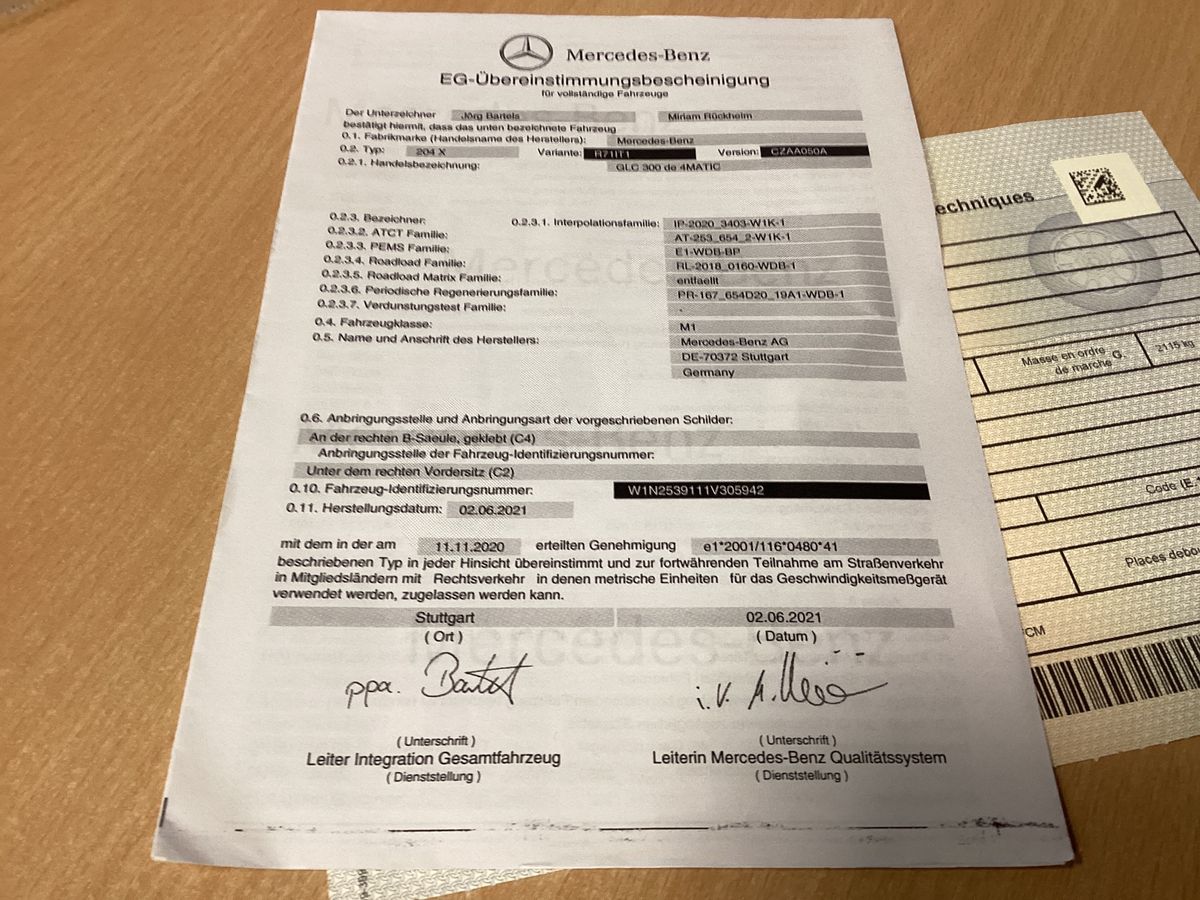 Mercedes-Benz
EG-Übereinstimmungsbescheinigung
für vollständige Fahrzeuge
Der Unterzeichner Jörg Bartels Miriam Rückheim
bestätigt hiermit, dass das unten bezeichnete Fahrzeug
0.1. Fabrikmarke (Handelsname des Herstellers): Mercedes-Benz
0.2. Typ: 204 X Variante: R71IT1 Version: CZAA050A
0.2.1. Handelsbezeichnung: GLC 300 de 4MATIC
0.2.3. Bezeichner: 0.2.3.1. Interpolationsfamilie: IP-2020_3403-W1K-1
0.2.3.2. ATCT Familie: AT-253_654_2-W1K-1
0.2.3.3. PEMS Familie: E1-WDB-BP
0.2.3.4. Roadload Familie: RL-2018_0160-WDB-1
0.2.3.5. Roadload Matrix Familie: entfaellt
0.2.3.6. Periodische Regenerierungsfamilie: PR-167_654D20_19A1-WDB-1
0.2.3.7. Verdunstungstest Familie: -
0.4. Fahrzeugklasse: M1
0.5. Name und Anschrift des Herstellers: Mercedes-Benz AG
DE-70372 Stuttgart
Germany
0.6. Anbringungsstelle und Anbringungsart der vorgeschriebenen Schilder:
An der rechten B-Saeule, geklebt (C4)
Anbringungsstelle der Fahrzeug-Identifizierungsnummer:
Unter dem rechten Vordersitz (C2)
0.10. Fahrzeug-Identifizierungsnummer: W1N2539111V305942
0.11. Herstellungsdatum: 02.06.2021
mit dem in der am 11.11.2020 erteilten Genehmigung e1*2001/116*0480*41
beschriebenen Typ in jeder Hinsicht übereinstimmt und zur fortwährenden Teilnahme am Straßenverkehr
in Mitgliedsländern mit Rechtsverkehr in denen metrische Einheiten für das Geschwindigkeitsmeßgerät
verwendet werden, zugelassen werden kann.
Stuttgart 02.06.2021
(Ort) (Datum)
ppa. Bartels i.V.
(Unterschrift) (Unterschrift)
Leiter Integration Gesamtfahrzeug Leiterin Mercedes-Benz Qualitätssystem
(Dienststellung) (Dienststellung)
echniques
Masse en ordre de marche G 2115 kg
Code (E
Places debo
CM